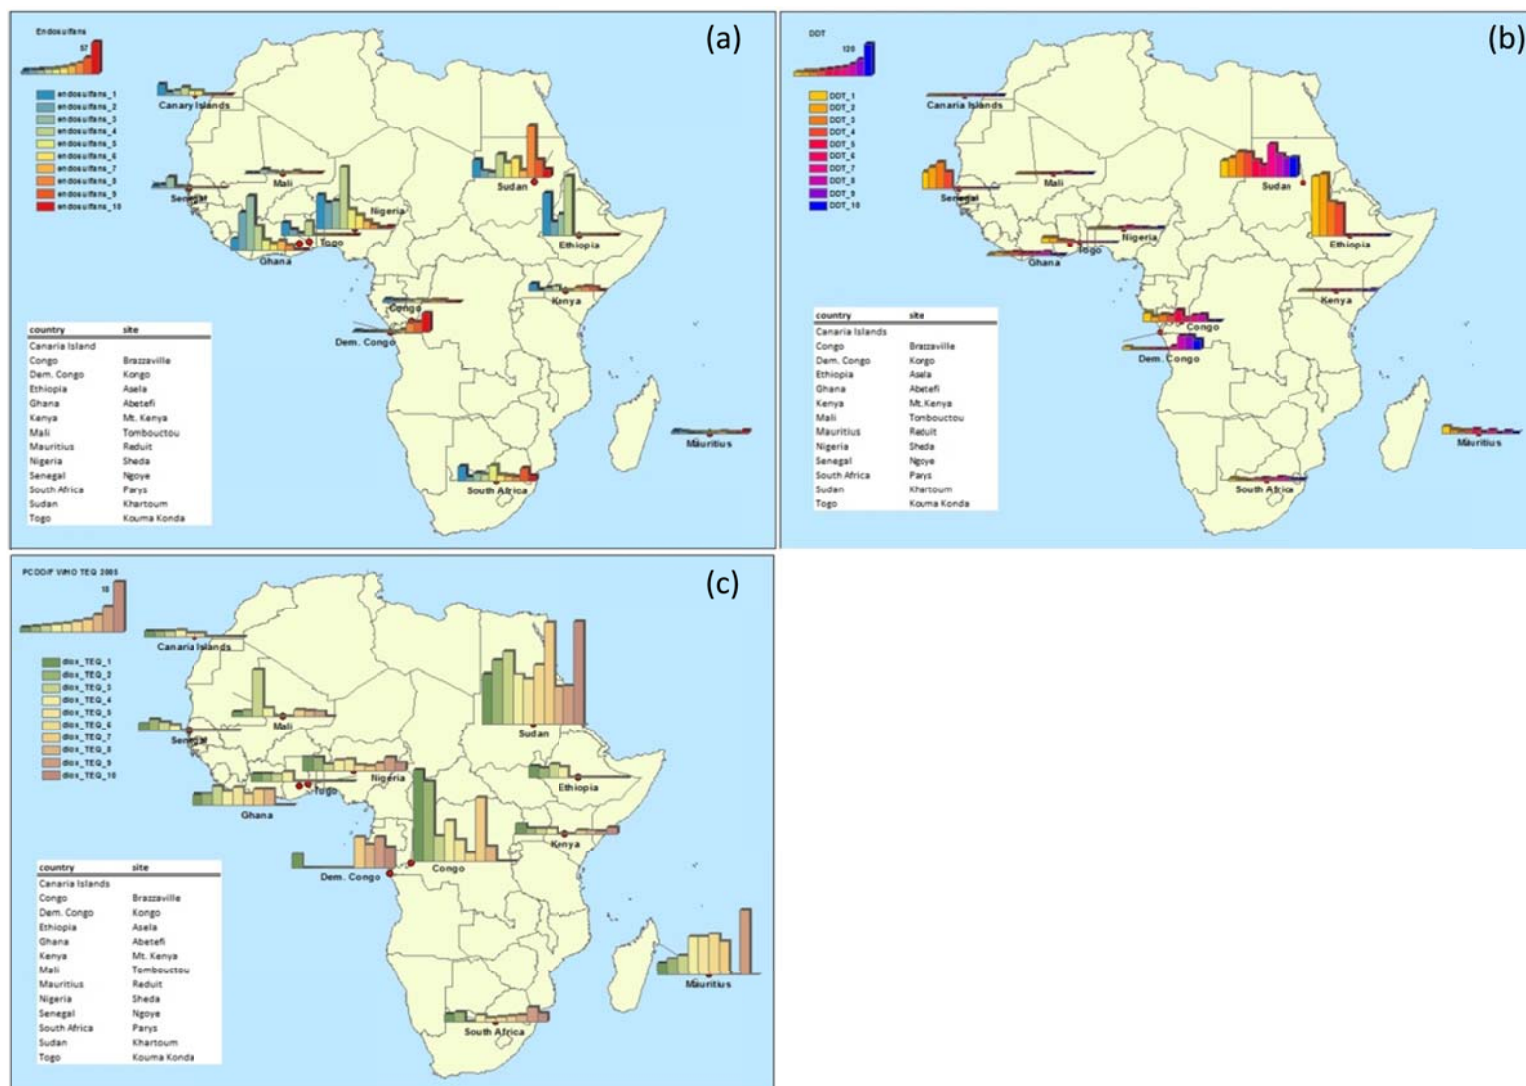 (a)
Endosulfans
57
endosulfans_1
endosulfans_2
endosulfans_3
endosulfans_4
endosulfans_5
endosulfans_6
endosulfans_7
endosulfans_8
endosulfans_9
endosulfans_10
Canary Islands
Mali
Senegal
Nigeria
Togo
Ghana
Sudan
Ethiopia
Kenya
Congo
Dem. Congo
Mauritius
South Africa
country site
Canaria Island
Congo Brazzaville
Dem. Congo Kongo
Ethiopia Asela
Ghana Abetefi
Kenya Mt. Kenya
Mali Tombouctou
Mauritius Reduit
Nigeria Sheda
Senegal Ngoye
South Africa Parys
Sudan Khartoum
Togo Kouma Konda
(b)
DDT
120
DDT_1
DDT_2
DDT_3
DDT_4
DDT_5
DDT_6
DDT_7
DDT_8
DDT_9
DDT_10
Canaria Islands
Mali
Senegal
Nigeria
Togo
Ghana
Sudan
Ethiopia
Kenya
Congo
Dem. Congo
Mauritius
South Africa
country site
Canaria Islands
Congo Brazzaville
Dem. Congo Kongo
Ethiopia Asela
Ghana Abetefi
Kenya Mt.Kenya
Mali Tombouctou
Mauritius Reduit
Nigeria Sheda
Senegal Ngoye
South Africa Parys
Sudan Khartoum
Togo Kouma Konda
(c)
PCDD/F WHO TEQ 2005
18
diox_TEQ_1
diox_TEQ_2
diox_TEQ_3
diox_TEQ_4
diox_TEQ_5
diox_TEQ_6
diox_TEQ_7
diox_TEQ_8
diox_TEQ_9
diox_TEQ_10
Canaria Islands
Mali
Senegal
Sudan
Nigeria
Togo
Ghana
Ethiopia
Kenya
Congo
Dem. Congo
Mauritius
South Africa
country site
Canaria Islands
Congo Brazzaville
Dem. Congo Kongo
Ethiopia Asela
Ghana Abetefi
Kenya Mt. Kenya
Mali Tombouctou
Mauritius Reduit
Nigeria Sheda
Senegal Ngoye
South Africa Parys
Sudan Khartoum
Togo Kouma Konda